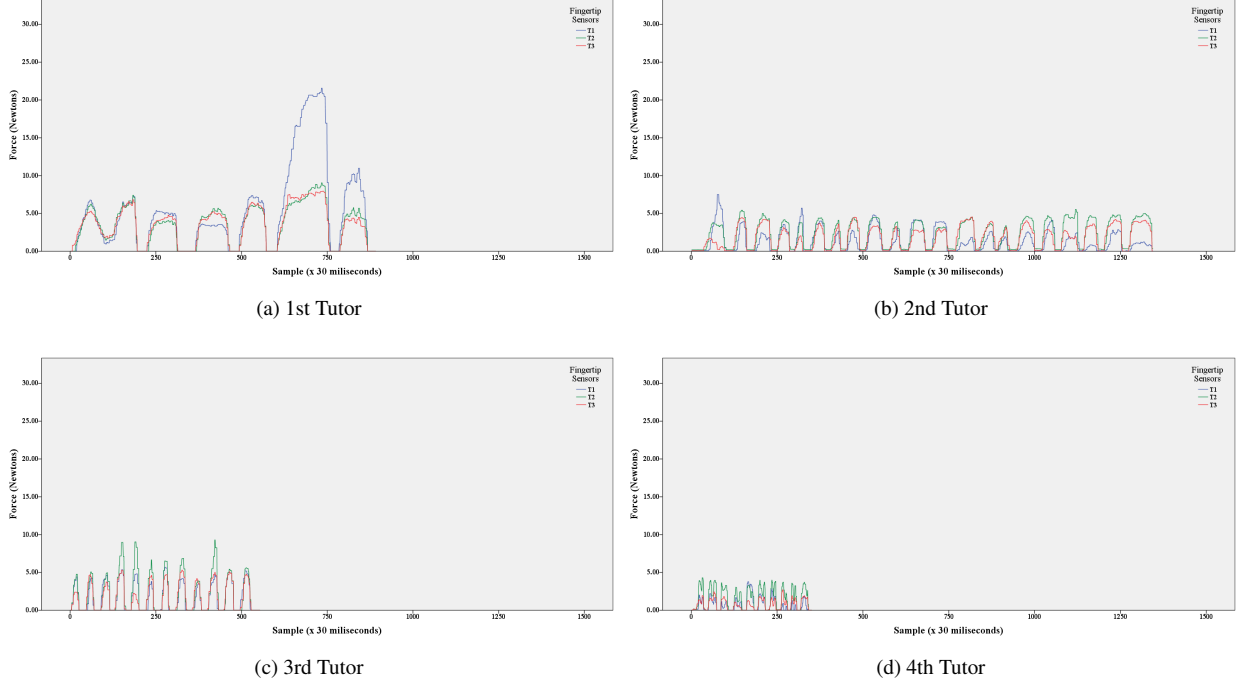 30.00
25.00
20.00
15.00
10.00
5.00
0.00
Force (Newtons)
0 250 500 750 1000 1250 1500
Sample (x 30 miliseconds)
Fingertip
Sensors
T1
T2
T3
(a) 1st Tutor
30.00
25.00
20.00
15.00
10.00
5.00
0.00
Force (Newtons)
0 250 500 750 1000 1250 1500
Sample (x 30 miliseconds)
Fingertip
Sensors
T1
T2
T3
(b) 2nd Tutor
30.00
25.00
20.00
15.00
10.00
5.00
0.00
Force (Newtons)
0 250 500 750 1000 1250 1500
Sample (x 30 miliseconds)
Fingertip
Sensors
T1
T2
T3
(c) 3rd Tutor
30.00
25.00
20.00
15.00
10.00
5.00
0.00
Force (Newtons)
0 250 500 750 1000 1250 1500
Sample (x 30 miliseconds)
Fingertip
Sensors
T1
T2
T3
(d) 4th Tutor